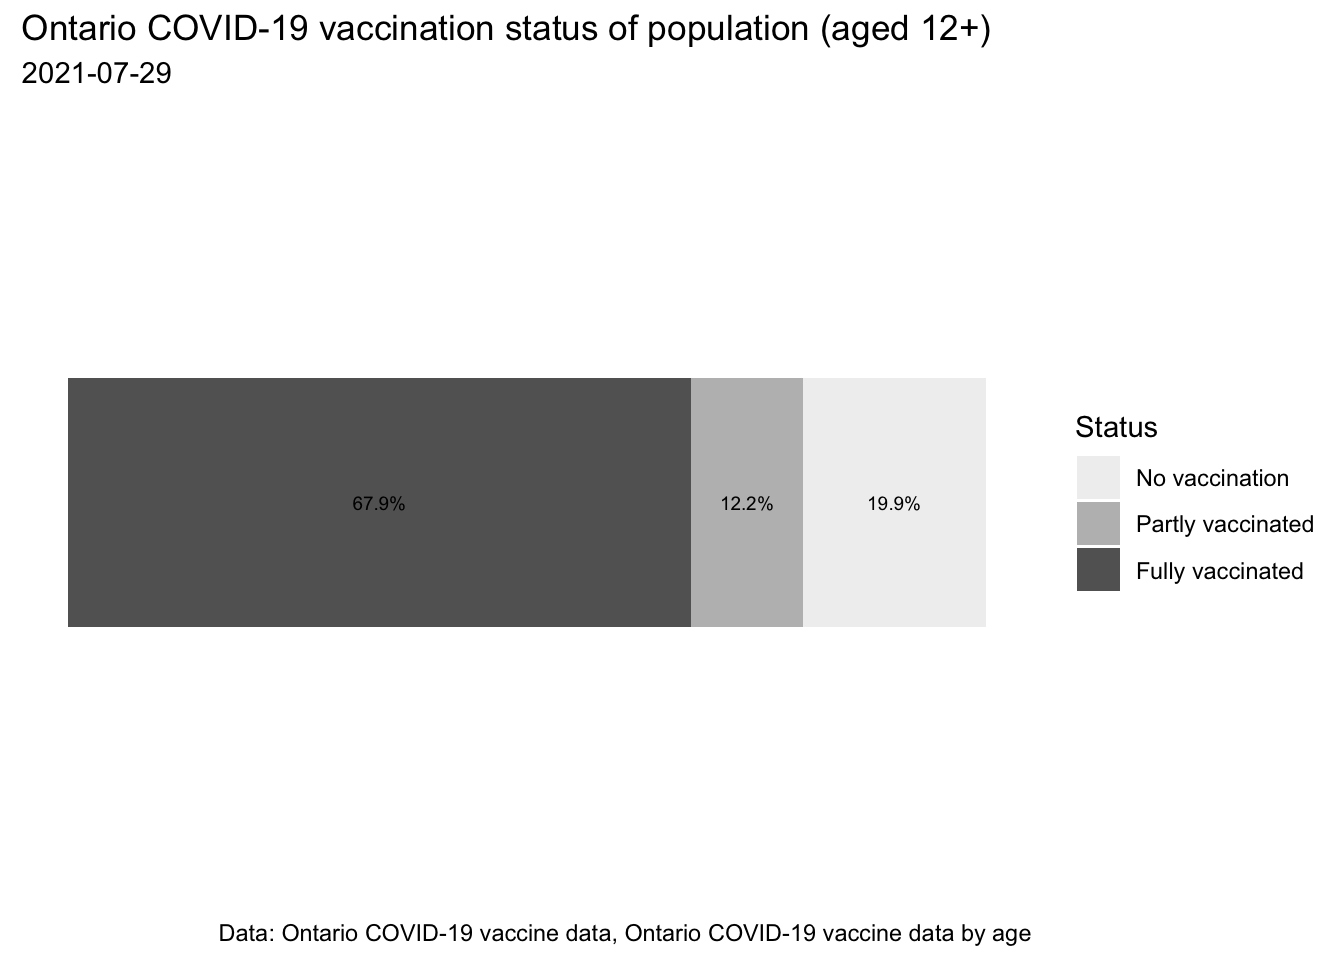 Ontario COVID-19 vaccination status of population (aged 12+)
2021-07-29
67.9%
12.2%
19.9%
Status
No vaccination
Partly vaccinated
Fully vaccinated
Data: Ontario COVID-19 vaccine data, Ontario COVID-19 vaccine data by age